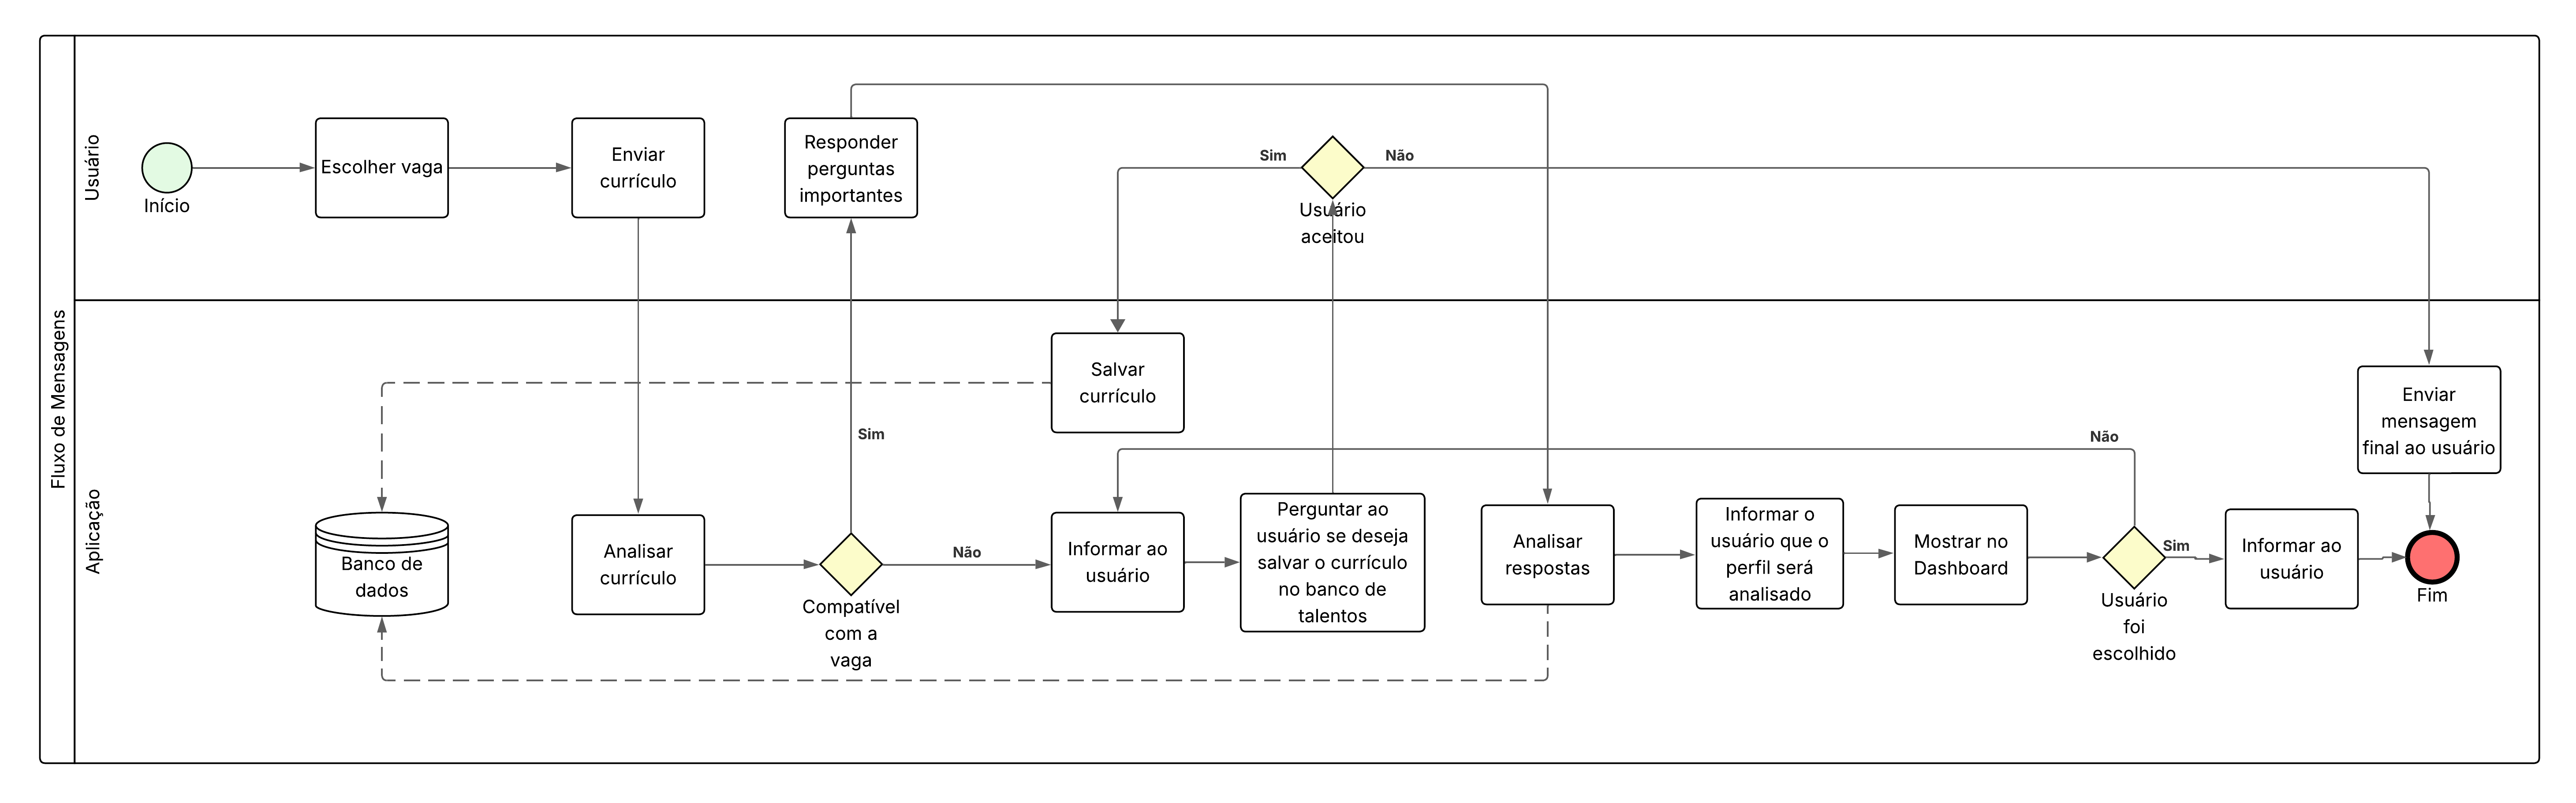 Fluxo de Mensagens
Usuário
Início
Escolher vaga
Enviar
currículo
Responder
perguntas
importantes
Sim
Usuário
aceitou
Não
Aplicação
Banco de
dados
Analisar
currículo
Sim
Compatível
com a
vaga
Não
Salvar
currículo
Informar ao
usuário
Perguntar ao
usuário se deseja
salvar o currículo
no banco de
talentos
Analisar
respostas
Informar o
usuário que o
perfil será
analisado
Mostrar no
Dashboard
Não
Usuário
foi
escolhido
Sim
Informar ao
usuário
Enviar
mensagem
final ao usuário
Fim